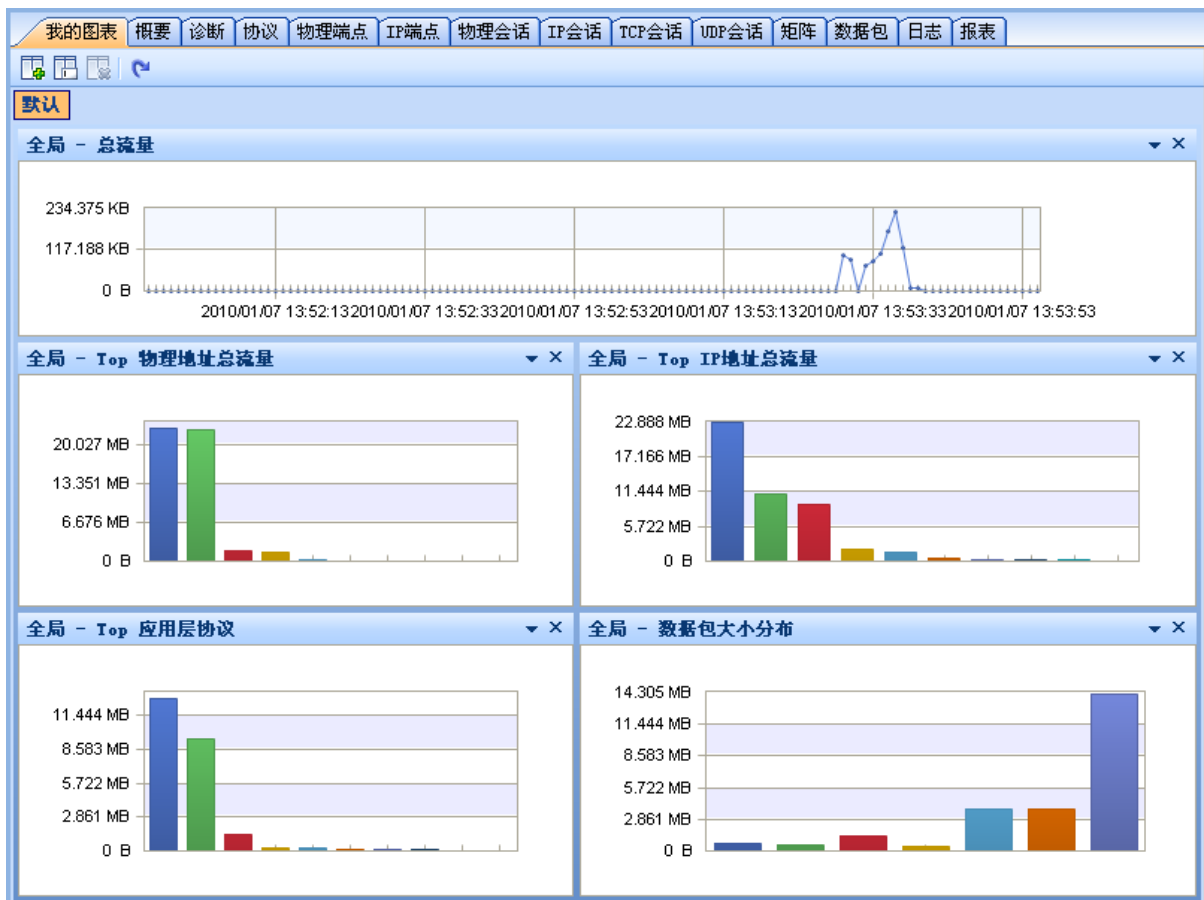 我的图表 概要 诊断 协议 物理端点 IP端点 物理会话 IP会话 TCP会话 UDP会话 矩阵 数据包 日志 报表
默认
全局 - 总流量
234.375 KB
117.188 KB
0 B
2010/01/07 13:52:13 2010/01/07 13:52:33 2010/01/07 13:52:53 2010/01/07 13:53:13 2010/01/07 13:53:33 2010/01/07 13:53:53
全局 - Top 物理地址总流量
20.027 MB
13.351 MB
6.676 MB
0 B
全局 - Top IP地址总流量
22.888 MB
17.166 MB
11.444 MB
5.722 MB
0 B
全局 - Top 应用层协议
11.444 MB
8.583 MB
5.722 MB
2.861 MB
0 B
全局 - 数据包大小分布
14.305 MB
11.444 MB
8.583 MB
5.722 MB
2.861 MB
0 B